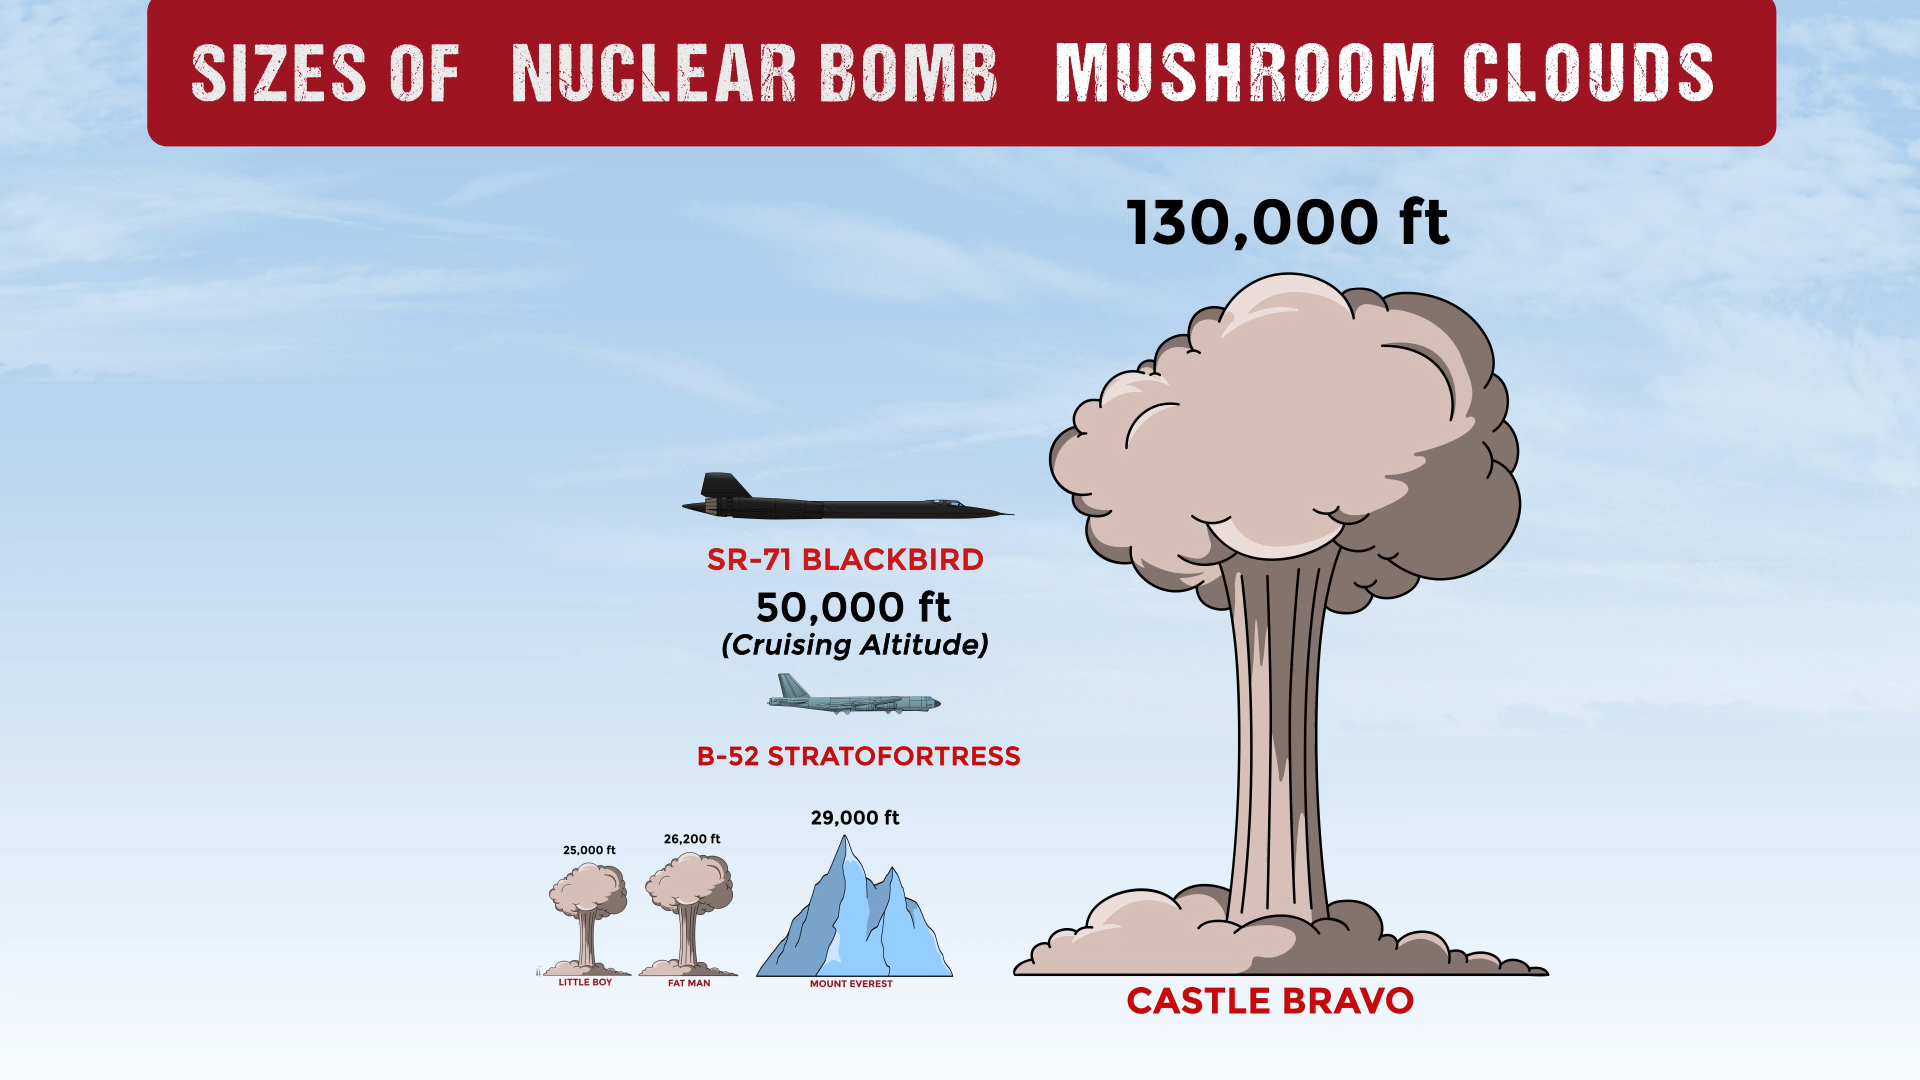 SIZES OF NUCLEAR BOMB MUSHROOM CLOUDS
130,000 ft
SR-71 BLACKBIRD
50,000 ft
(Cruising Altitude)
B-52 STRATOFORTRESS
29,000 ft
26,200 ft
25,000 ft
LITTLE BOY
FAT MAN
MOUNT EVEREST
CASTLE BRAVO